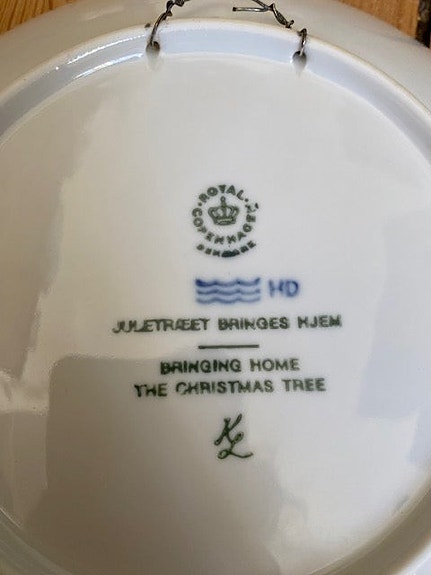 ROYAL
COPENHAGEN
DENMARK
HD
JULETRÆET BRINGES HJEM
BRINGING HOME
THE CHRISTMAS TREE
KL